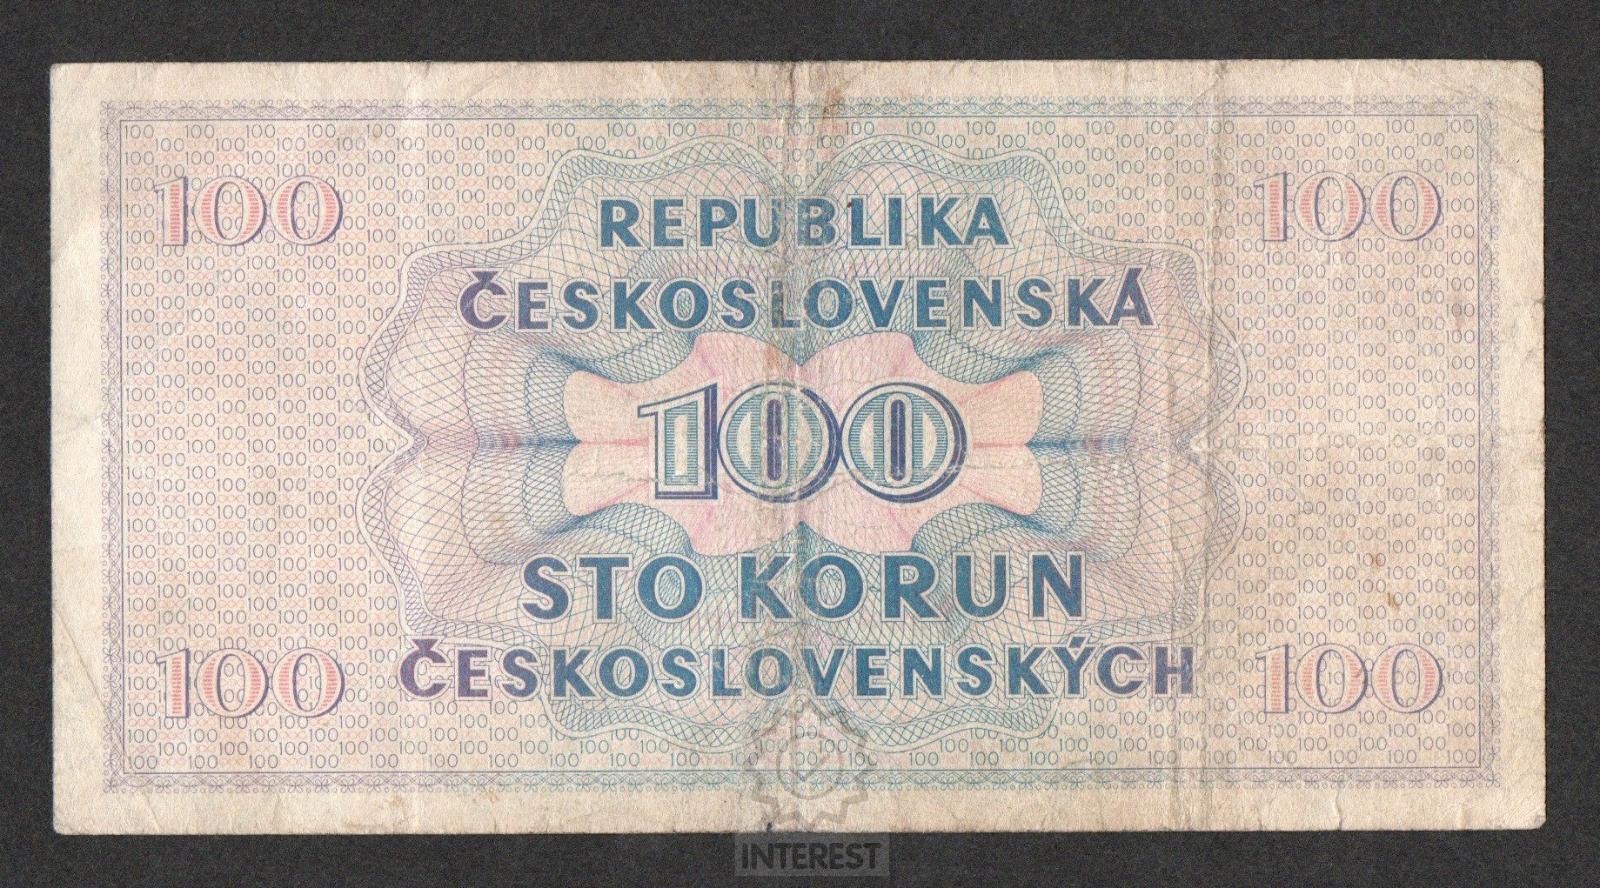 100 100
REPUBLIKA
ČESKOSLOVENSKÁ
100
STO KORUN
ČESKOSLOVENSKÝCH
100 100
INTEREST